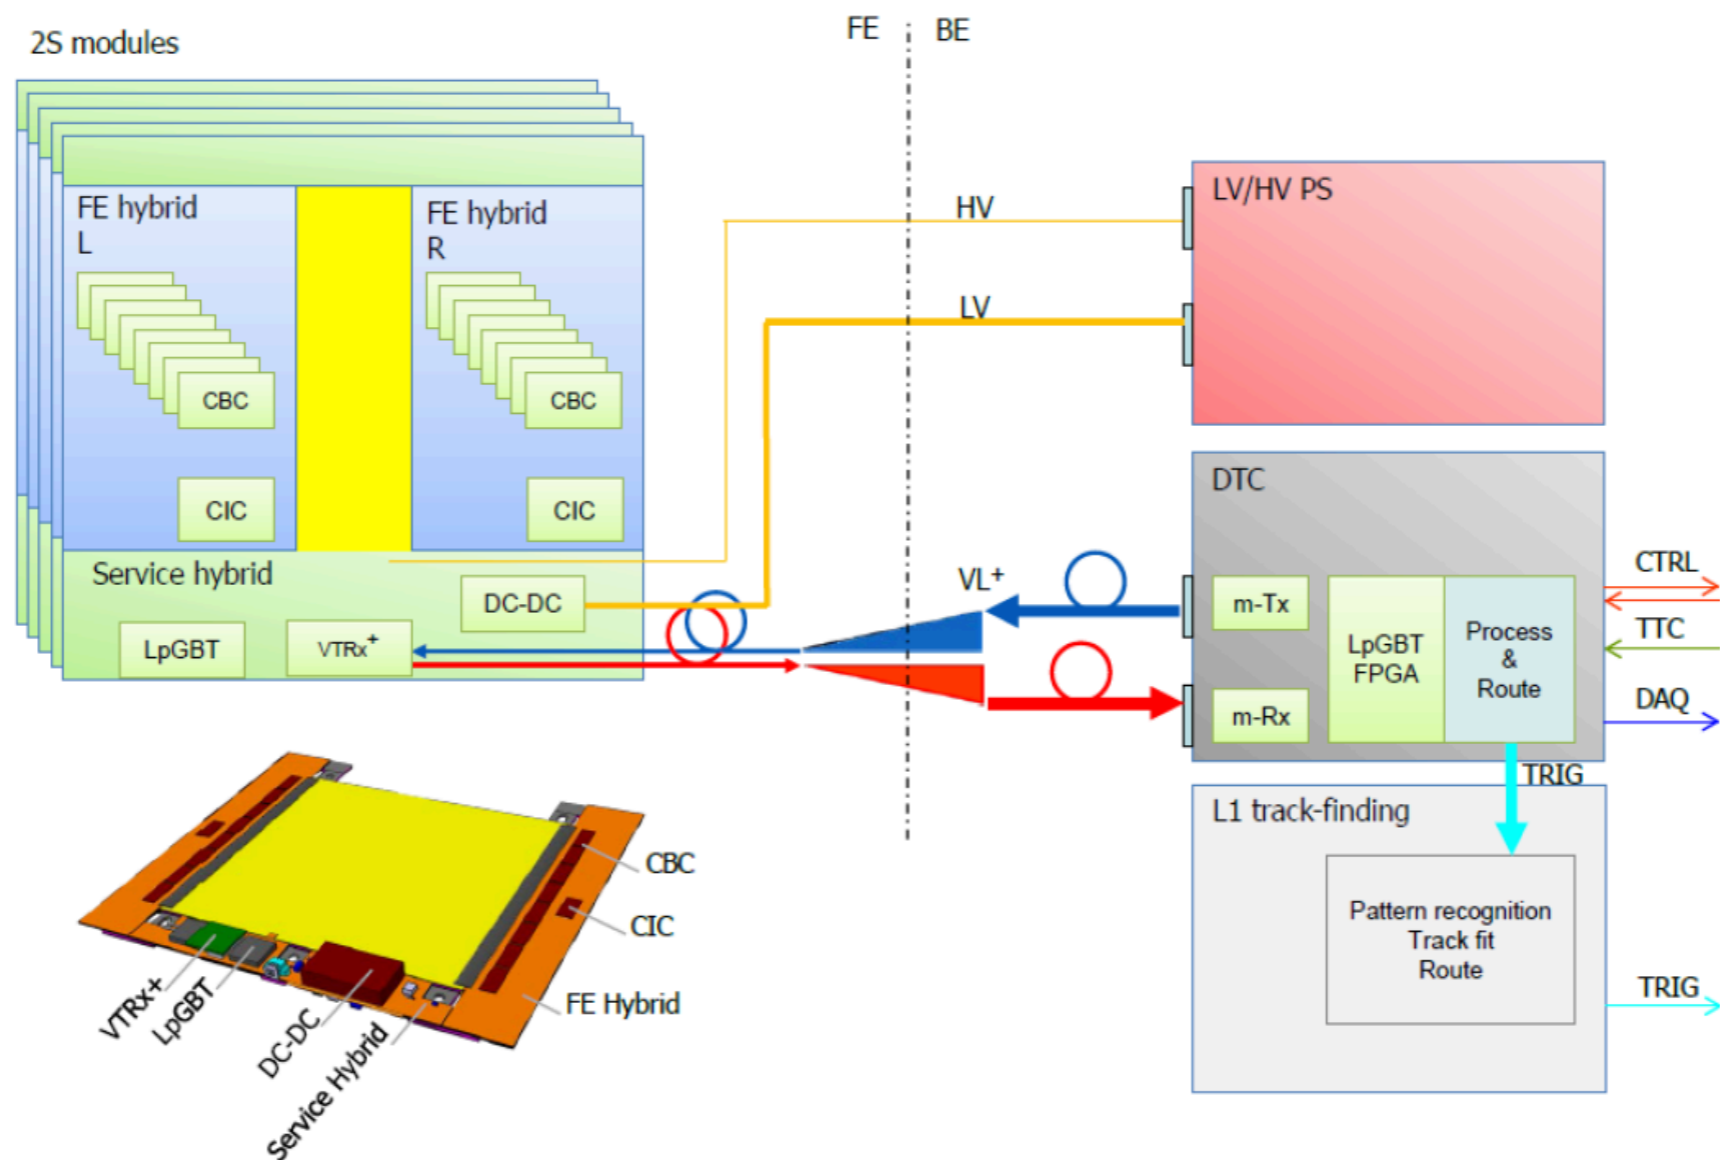 2S modules
FE
BE
FE hybrid
L
FE hybrid
R
CBC
CBC
CIC
CIC
Service hybrid
DC-DC
LpGBT
VTRx+
HV
LV
LV/HV PS
VL+
DTC
m-Tx
m-Rx
LpGBT
FPGA
Process
&
Route
CTRL
TTC
DAQ
TRIG
L1 track-finding
Pattern recognition
Track fit
Route
TRIG
CBC
CIC
FE Hybrid
VTRx+
LpGBT
DC-DC
Service Hybrid